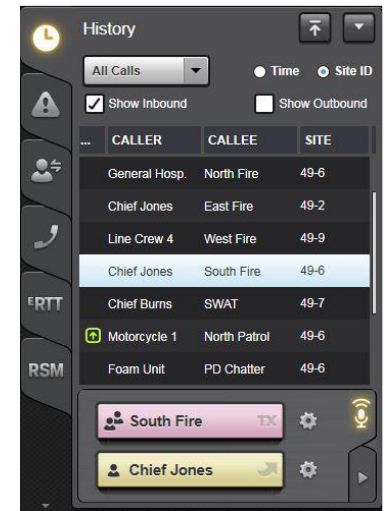 History
All Calls Time Site ID
Show Inbound Show Outbound
... CALLER CALLEE SITE
General Hosp. North Fire 49-6
Chief Jones East Fire 49-2
Line Crew 4 West Fire 49-9
Chief Jones South Fire 49-6
Chief Burns SWAT 49-7
ERTT
Motorcycle 1 North Patrol 49-6
RSM
Foam Unit PD Chatter 49-6
South Fire TX
Chief Jones